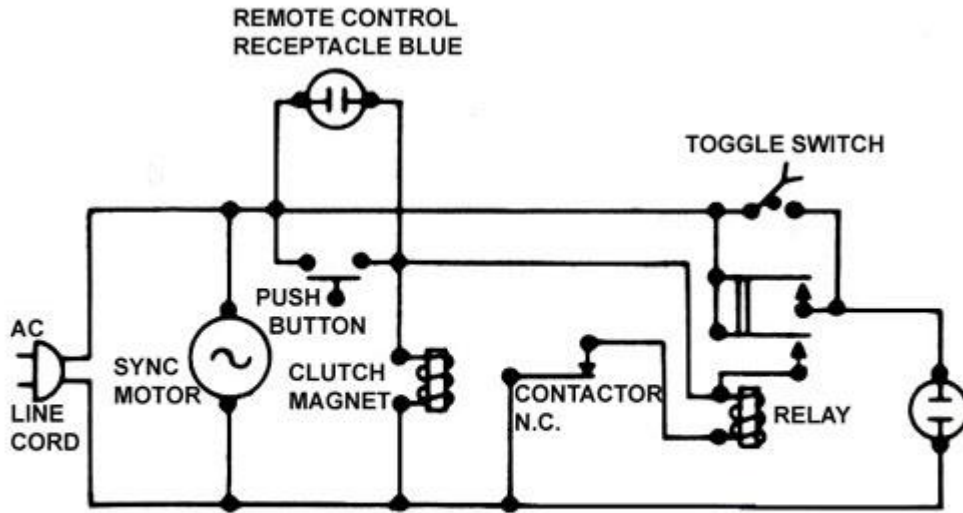 REMOTE CONTROL
RECEPTACLE BLUE
TOGGLE SWITCH
PUSH
BUTTON
AC
SYNC
MOTOR
CLUTCH
MAGNET
CONTACTOR
N.C.
RELAY
LINE
CORD